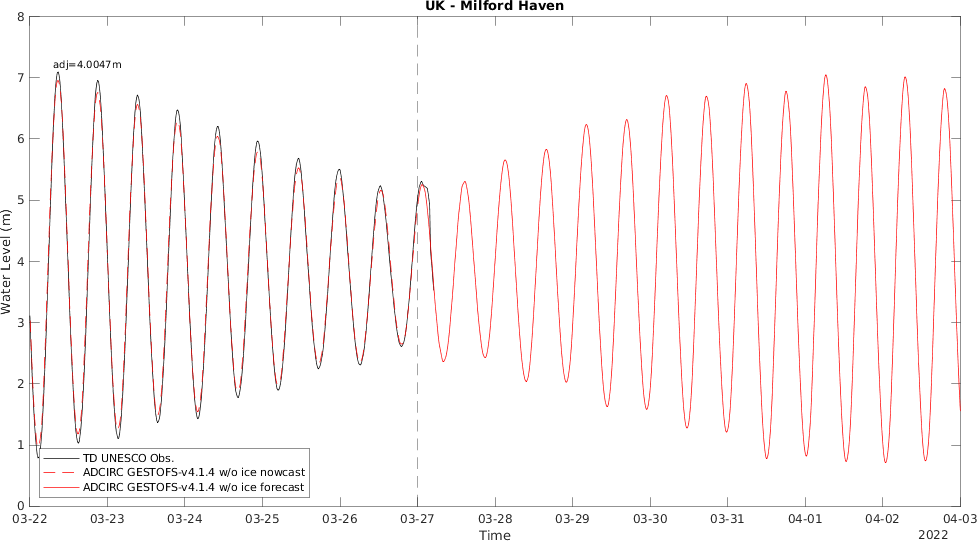 UK - Milford Haven
8
7
6
5
4
3
2
1
0
Water Level (m)
adj=4.0047m
TD UNESCO Obs.
ADCIRC GESTOFS-v4.1.4 w/o ice nowcast
ADCIRC GESTOFS-v4.1.4 w/o ice forecast
03-22 03-23 03-24 03-25 03-26 03-27 03-28 03-29 03-30 03-31 04-01 04-02 04-03
Time
2022